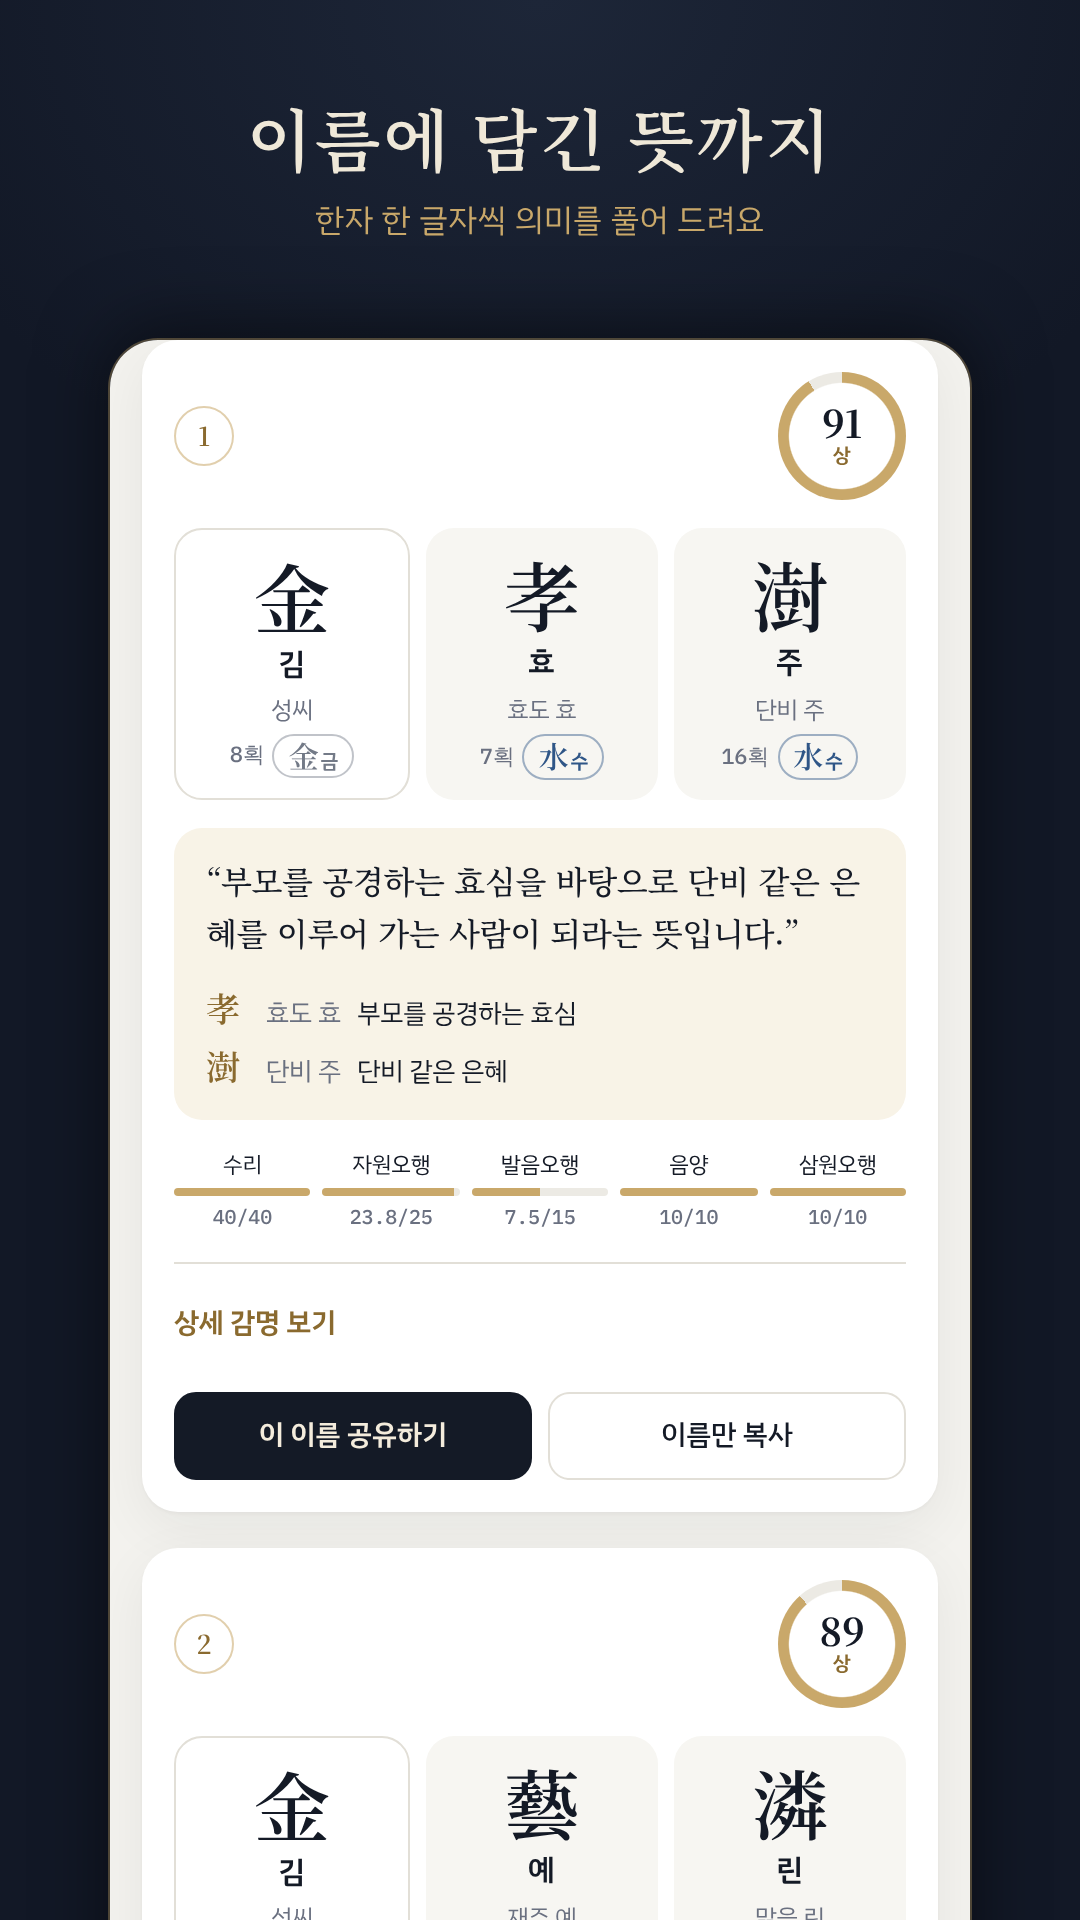 이름에 담긴 뜻까지
한자 한 글자씩 의미를 풀어 드려요
1
91
상
金
김
성씨
8획 金금
孝
효
효도 효
7획 水수
澍
주
단비 주
16획 水수
“부모를 공경하는 효심을 바탕으로 단비 같은 은
혜를 이루어 가는 사람이 되라는 뜻입니다.”
孝 효도 효 부모를 공경하는 효심
澍 단비 주 단비 같은 은혜
수리 자원오행 발음오행 음양 삼원오행
40/40 23.8/25 7.5/15 10/10 10/10
상세 감명 보기
이 이름 공유하기 이름만 복사
2
89
상
金
김
성씨
藝
예
재주 예
潾
린
맑을 린